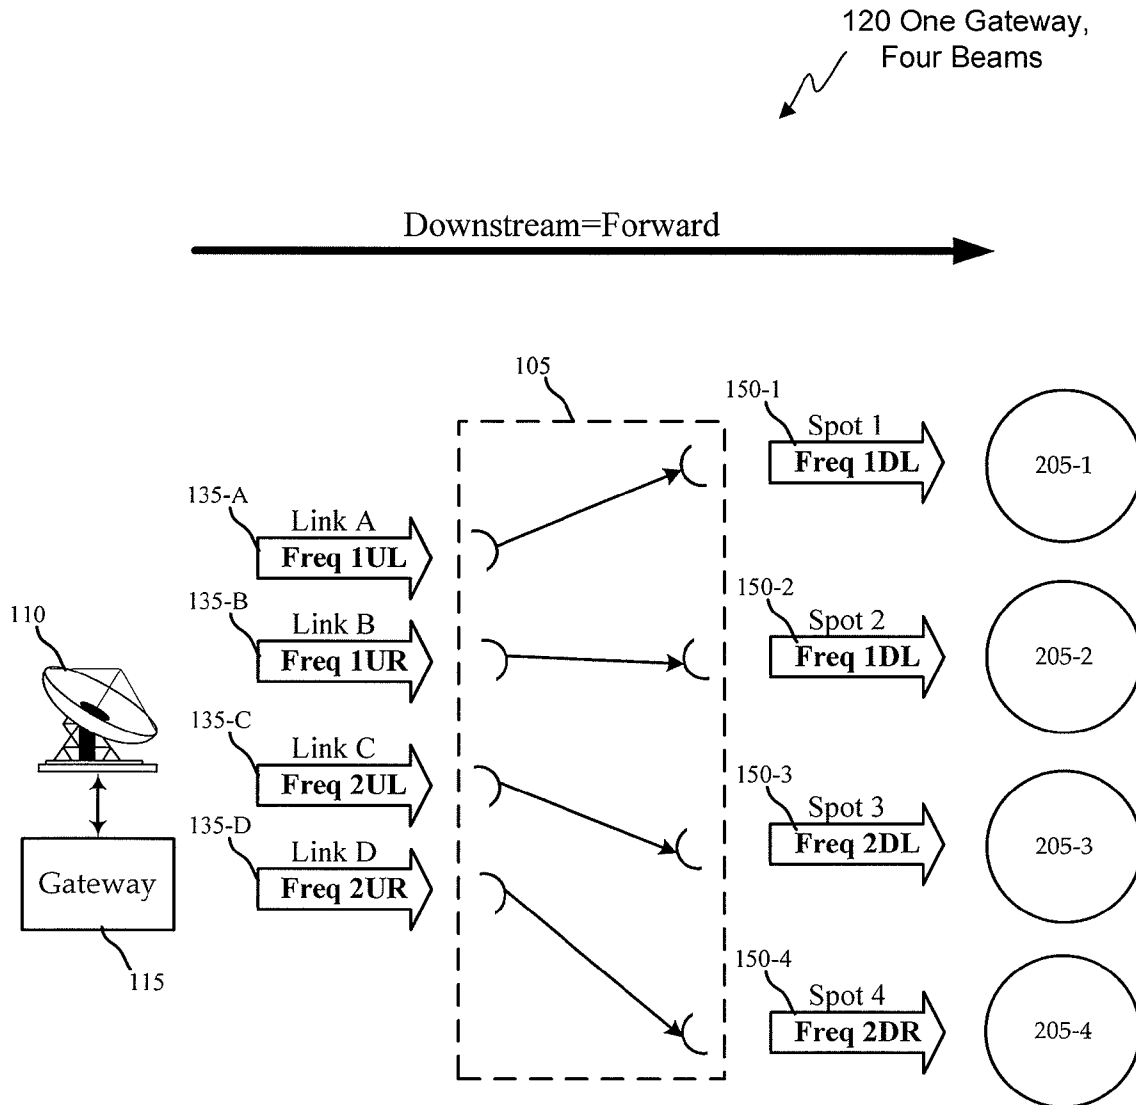 120 One Gateway,
Four Beams
Downstream=Forward
105
150-1
Spot 1
Freq 1DL
205-1
135-A
Link A
Freq 1UL
150-2
Spot 2
Freq 1DL
205-2
135-B
Link B
Freq 1UR
110
135-C
Link C
Freq 2UL
150-3
Spot 3
Freq 2DL
205-3
135-D
Link D
Freq 2UR
Gateway
115
150-4
Spot 4
Freq 2DR
205-4